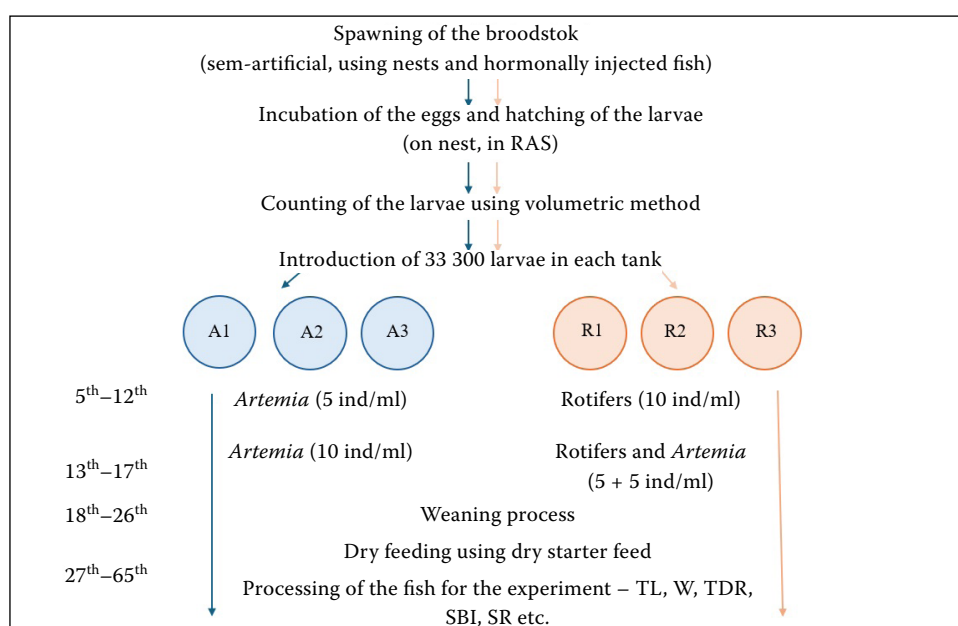 Spawning of the broodstok
(sem-artificial, using nests and hormonally injected fish)
Incubation of the eggs and hatching of the larvae
(on nest, in RAS)
Counting of the larvae using volumetric method
Introduction of 33 300 larvae in each tank
A1 A2 A3 R1 R2 R3
5th–12th Artemia (5 ind/ml) Rotifers (10 ind/ml)
Artemia (10 ind/ml) Rotifers and Artemia
13th–17th (5 + 5 ind/ml)
18th–26th Weaning process
Dry feeding using dry starter feed
27th–65th
Processing of the fish for the experiment – TL, W, TDR,
SBI, SR etc.